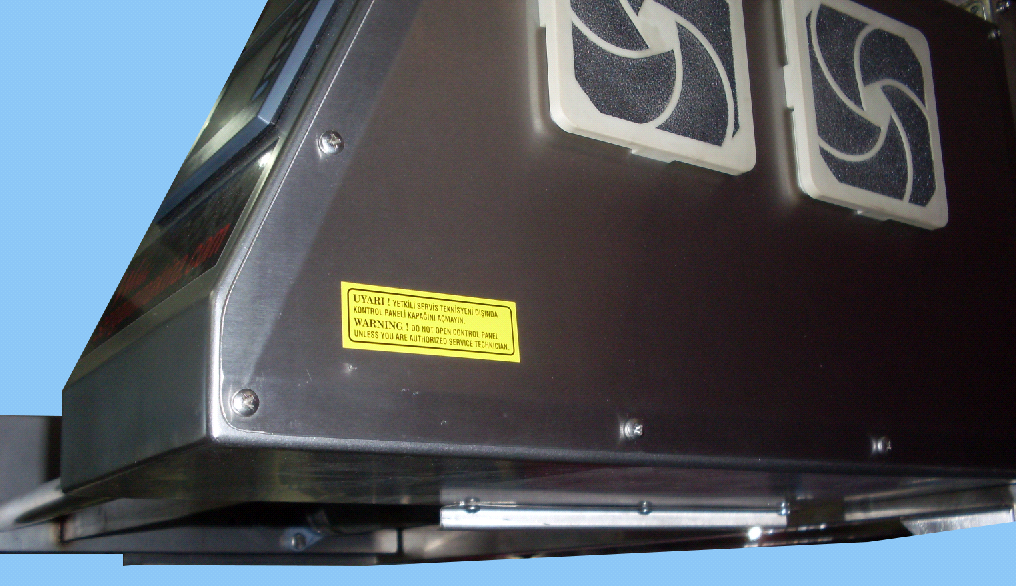 UYARI ! YETKİLİ SERVİS TEKNİSYENİ DIŞINDA
KONTROL PANELİ KAPAĞINI AÇMAYIN.
WARNING ! DO NOT OPEN CONTROL PANEL
UNLESS YOU ARE AUTHORIZED SERVICE TECHNICIAN.